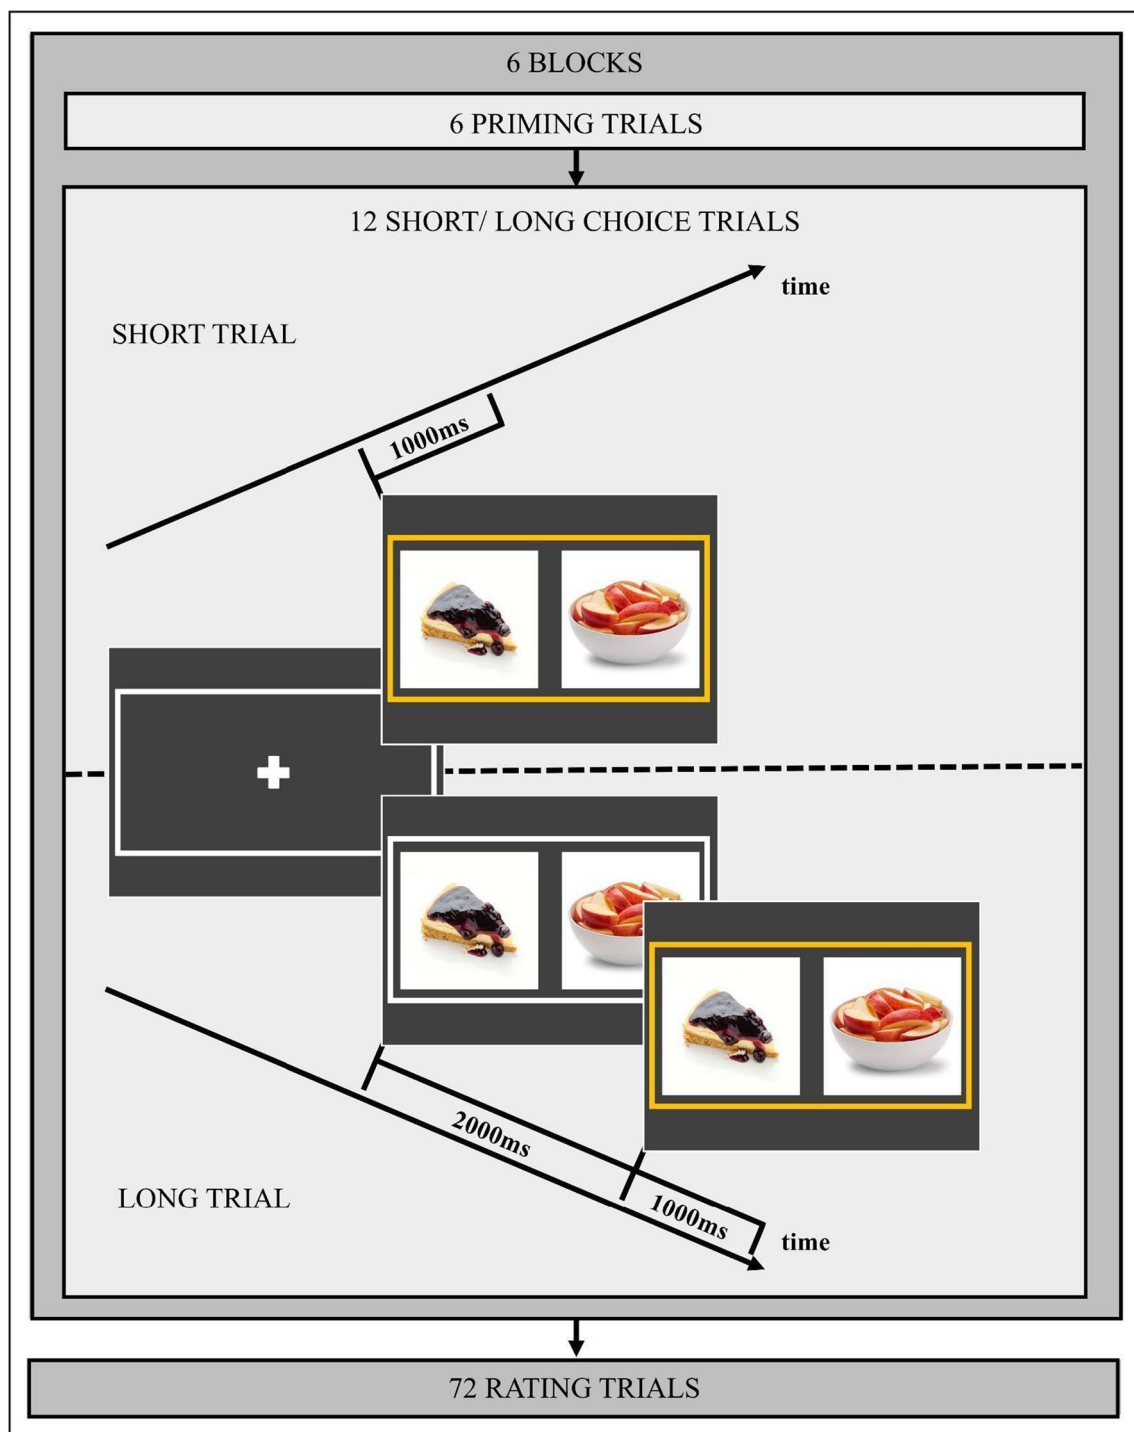 6 BLOCKS
6 PRIMING TRIALS
12 SHORT/ LONG CHOICE TRIALS
time
SHORT TRIAL
1000ms
2000ms
LONG TRIAL
1000ms
time
72 RATING TRIALS